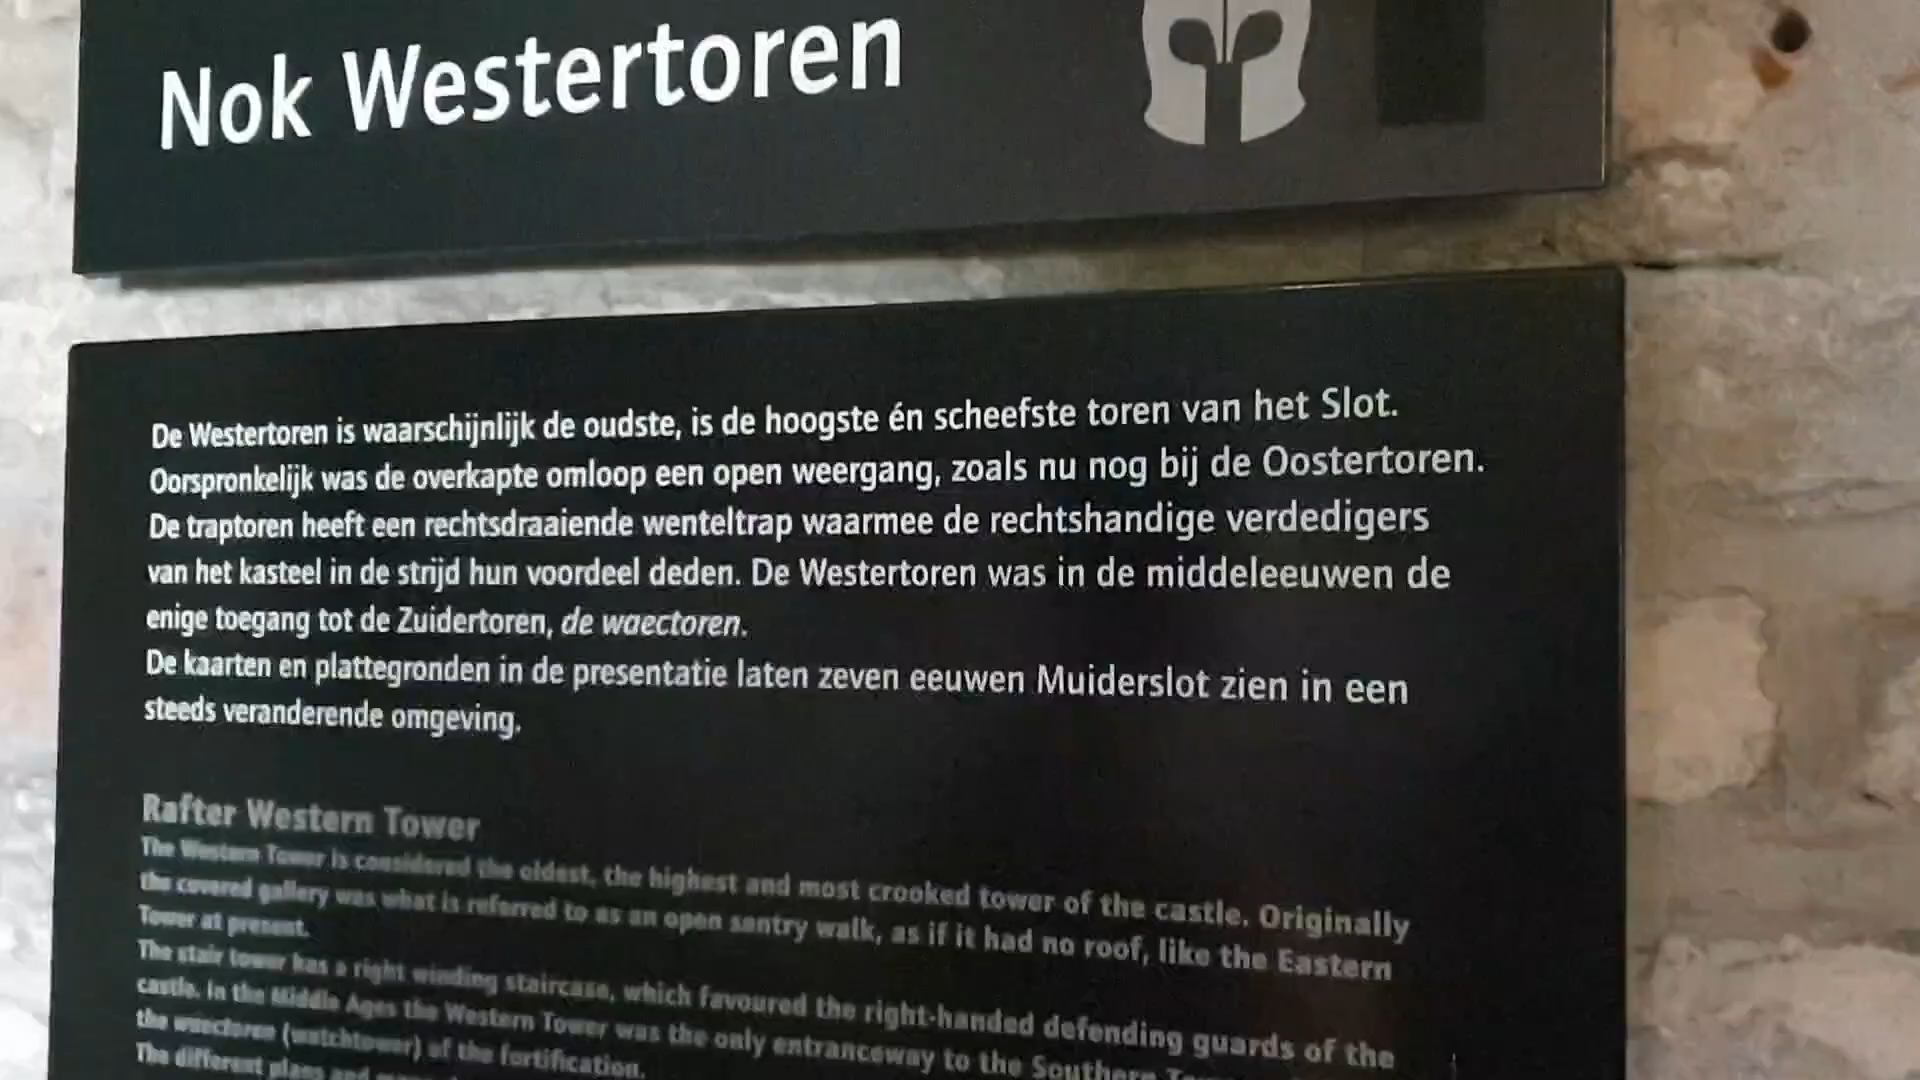 Nok Westertoren
De Westertoren is waarschijnlijk de oudste, is de hoogste én scheefste toren van het Slot.
Oorspronkelijk was de overkapte omloop een open weergang, zoals nu nog bij de Oostertoren.
De traptoren heeft een rechtsdraaiende wenteltrap waarmee de rechtshandige verdedigers
van het kasteel in de strijd hun voordeel deden. De Westertoren was in de middeleeuwen de
enige toegang tot de Zuidertoren, de waectoren.
De kaarten en plattegronden in de presentatie laten zeven eeuwen Muiderslot zien in een
steeds veranderende omgeving.
Rafter Western Tower
The Western Tower is considered the oldest, the highest and most crooked tower of the castle. Originally
the covered gallery was what is referred to as an open sentry walk, as if it had no roof, like the Eastern
Tower at present.
The stair tower has a right winding staircase, which favoured the right-handed defending guards of the
castle. In the Middle Ages the Western Tower was the only entranceway to the Southern
the waectoren (watchtower) of the fortification.
The different plans and